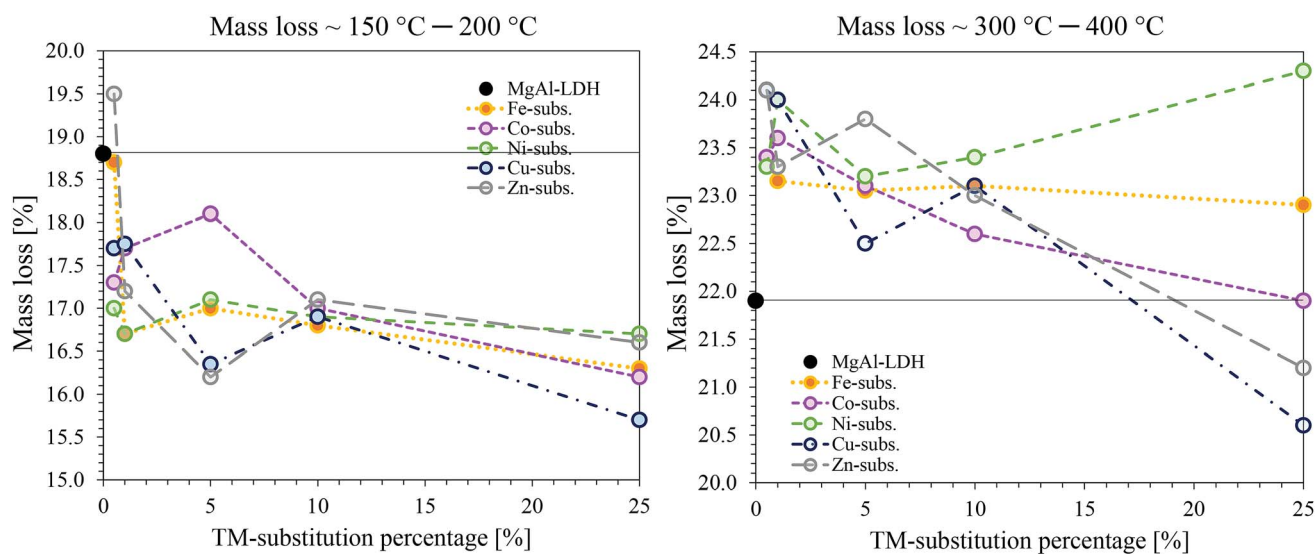 Mass loss ~ 150 °C — 200 °C
20.0
19.5
19.0
18.5
18.0
17.5
17.0
16.5
16.0
15.5
15.0
Mass loss [%]
MgAl-LDH
Fe-subs.
Co-subs.
Ni-subs.
Cu-subs.
Zn-subs.
0 5 10 15 20 25
TM-substitution percentage [%]
Mass loss ~ 300 °C — 400 °C
24.5
24.0
23.5
23.0
22.5
22.0
21.5
21.0
20.5
20.0
Mass loss [%]
MgAl-LDH
Fe-subs.
Co-subs.
Ni-subs.
Cu-subs.
Zn-subs.
0 5 10 15 20 25
TM-substitution percentage [%]